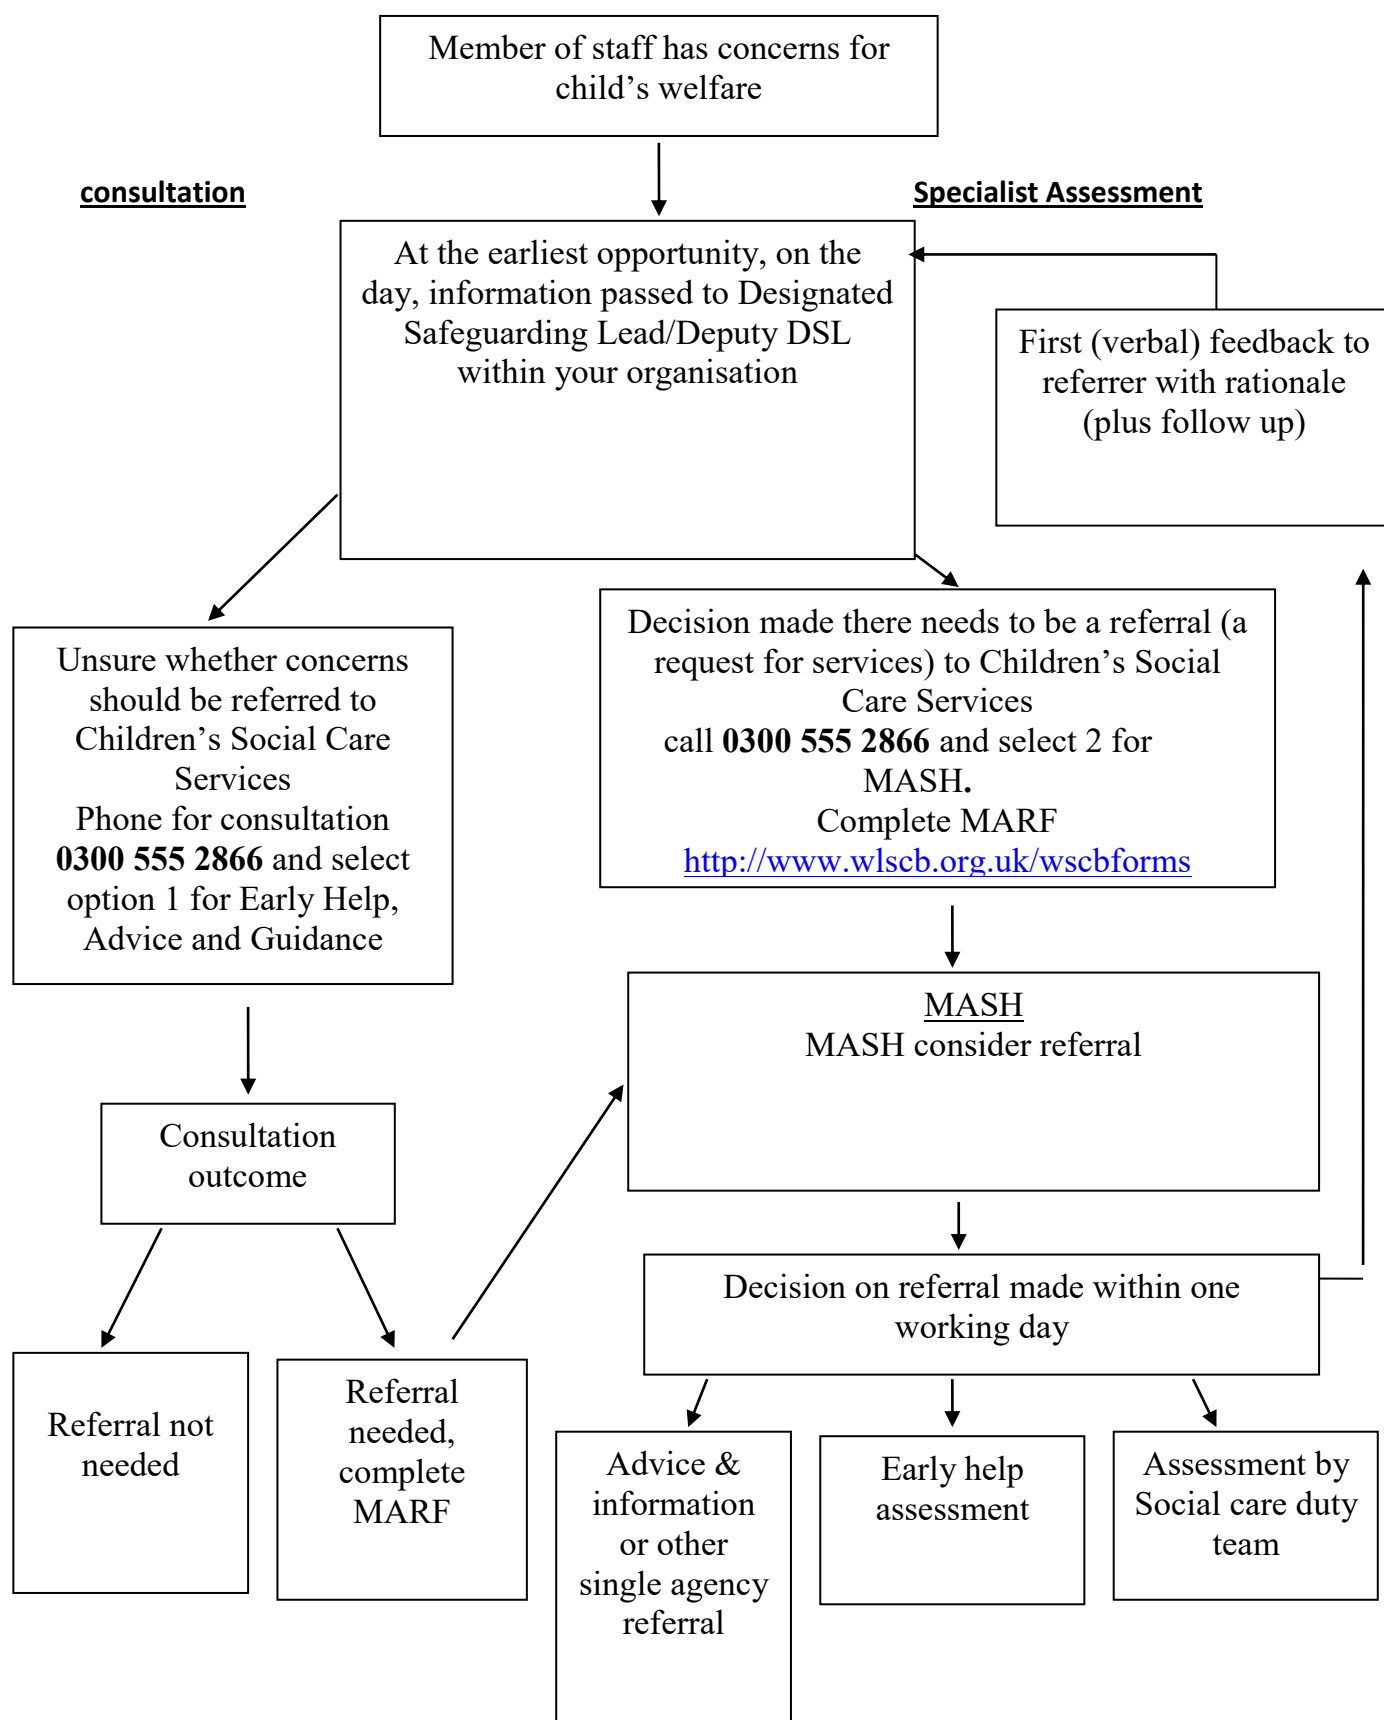 Member of staff has concerns for
child’s welfare
consultation
Specialist Assessment
At the earliest opportunity, on the
day, information passed to Designated
Safeguarding Lead/Deputy DSL
within your organisation
First (verbal) feedback to
referrer with rationale
(plus follow up)
Unsure whether concerns
should be referred to
Children’s Social Care
Services
Phone for consultation
0300 555 2866 and select
option 1 for Early Help,
Advice and Guidance
Decision made there needs to be a referral (a
request for services) to Children’s Social
Care Services
call 0300 555 2866 and select 2 for
MASH.
Complete MARF
http://www.wlscb.org.uk/wscbforms
MASH
MASH consider referral
Consultation
outcome
Decision on referral made within one
working day
Referral not
needed
Referral
needed,
complete
MARF
Advice &
information
or other
single agency
referral
Early help
assessment
Assessment by
Social care duty
team